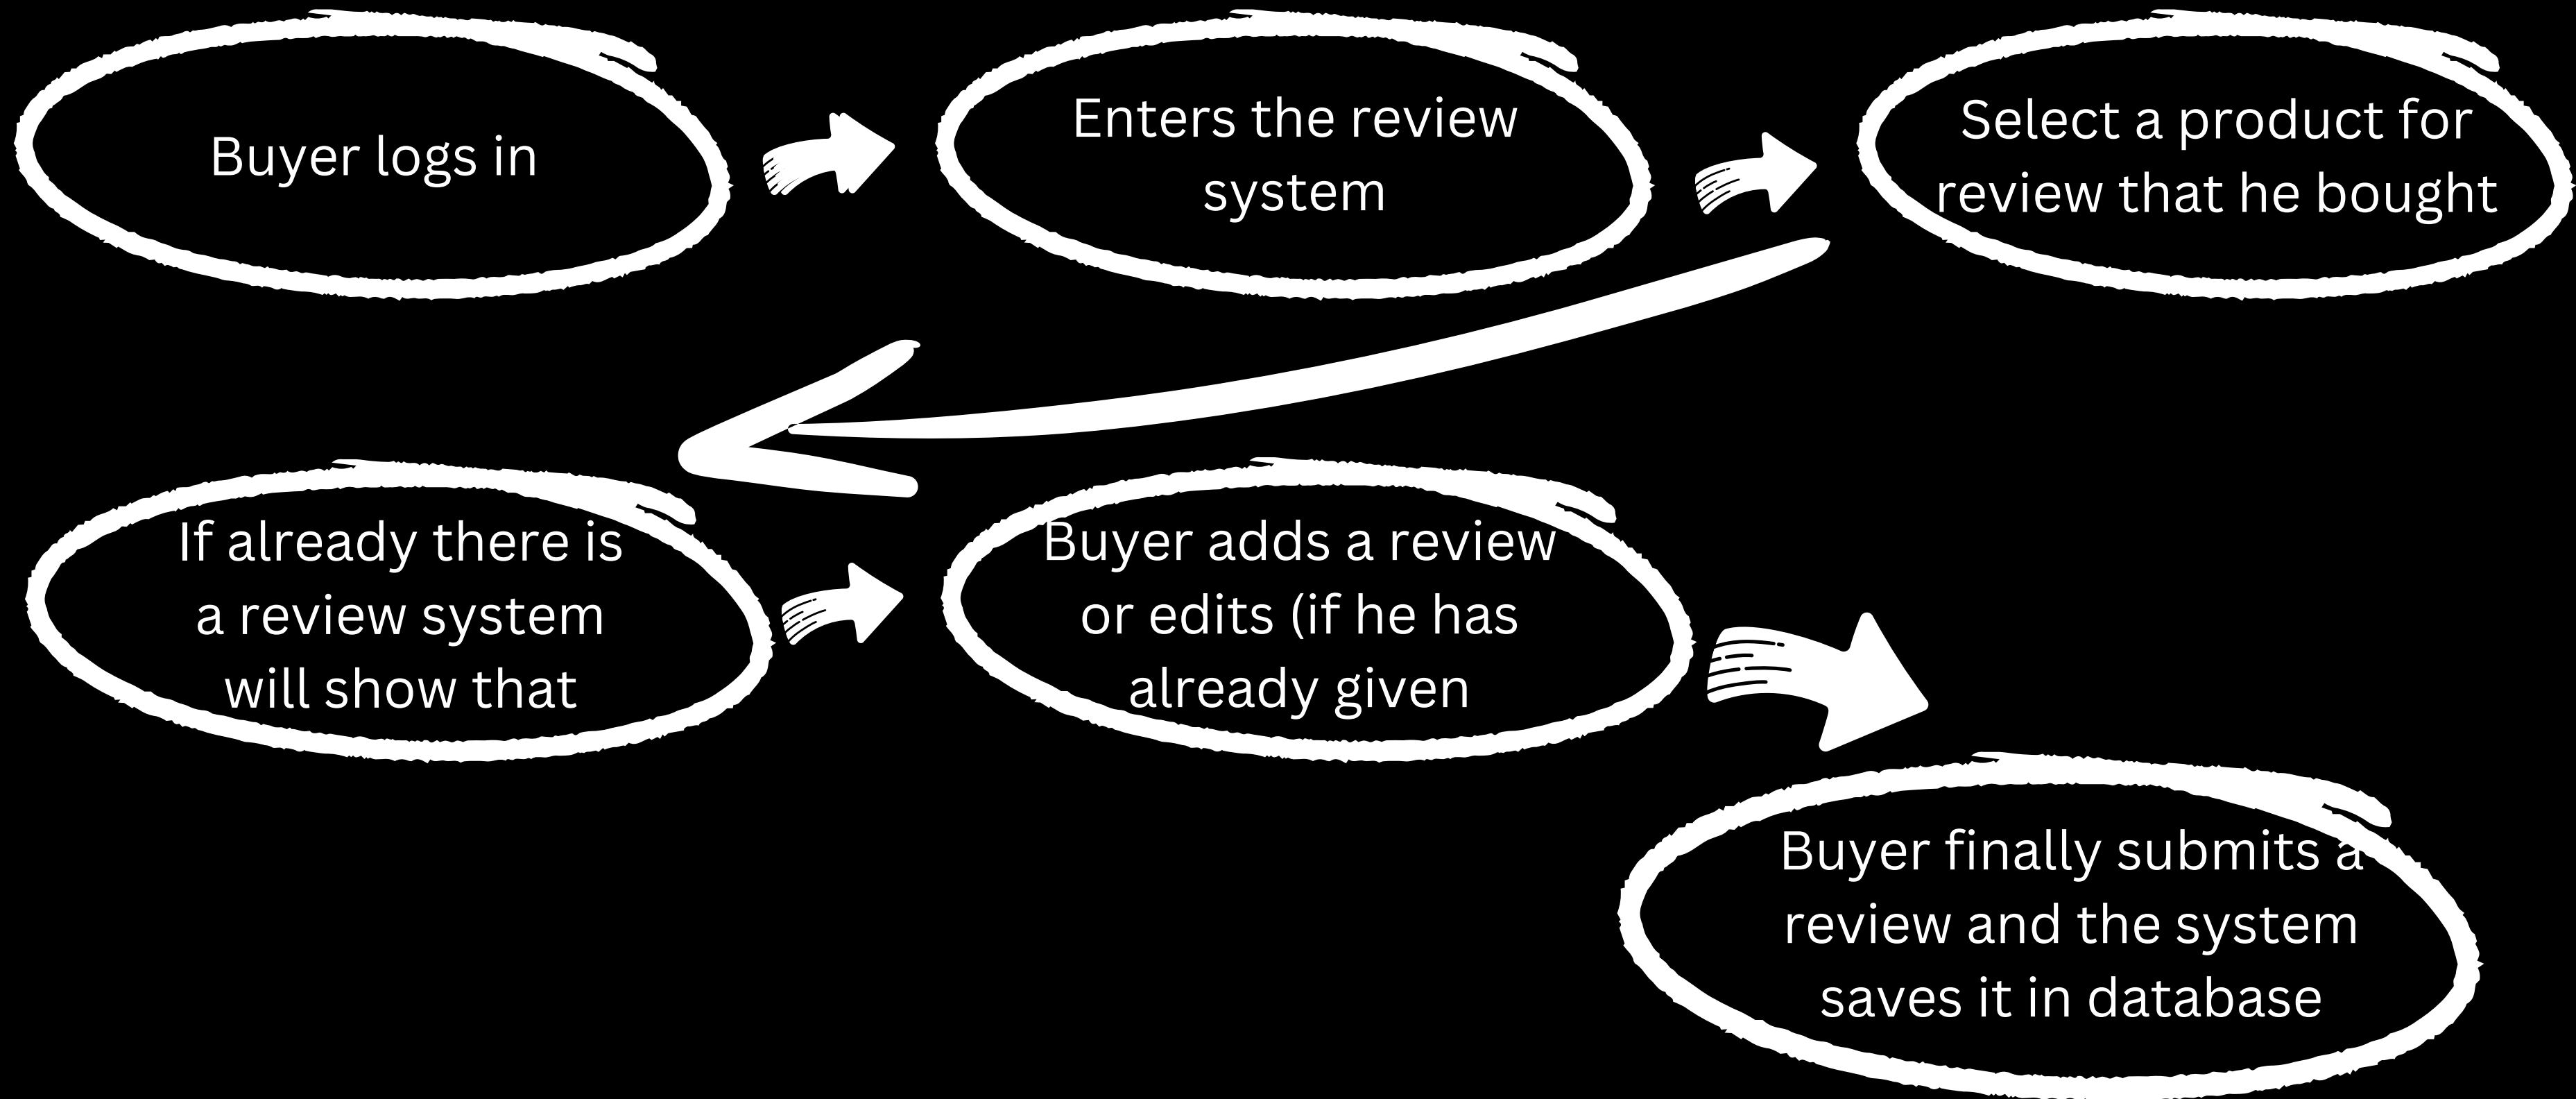 Buyer logs in
Enters the review
system
Select a product for
review that he bought
If already there is
a review system
will show that
Buyer adds a review
or edits (if he has
already given
Buyer finally submits a
review and the system
saves it in database